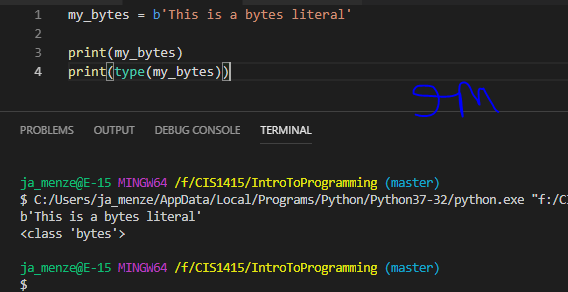 1 my_bytes = b'This is a bytes literal'
2
3 print(my_bytes)
4 print(type(my_bytes))
PROBLEMS OUTPUT DEBUG CONSOLE TERMINAL
ja_menze@E-15 MINGW64 /f/CIS1415/IntroToProgramming (master)
$ C:/Users/ja_menze/AppData/Local/Programs/Python/Python37-32/python.exe "f:/CI
b'This is a bytes literal'
<class 'bytes'>
ja_menze@E-15 MINGW64 /f/CIS1415/IntroToProgramming (master)
$